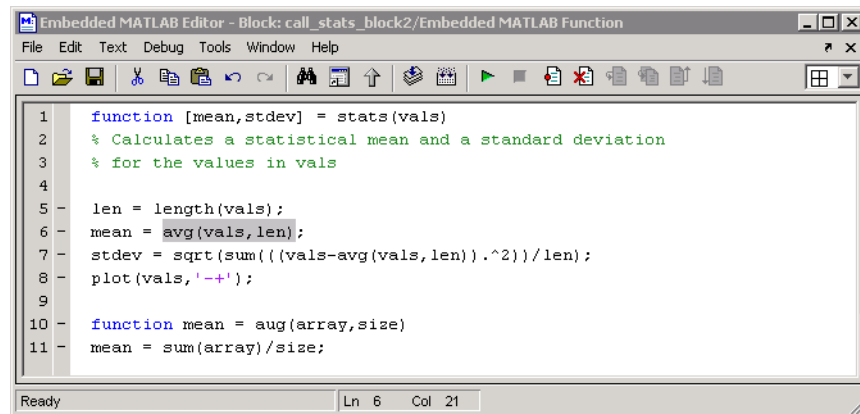 Embedded MATLAB Editor - Block: call_stats_block2/Embedded MATLAB Function
File Edit Text Debug Tools Window Help
1 function [mean,stdev] = stats(vals)
2 % Calculates a statistical mean and a standard deviation
3 % for the values in vals
4
5 - len = length(vals);
6 - mean = avg(vals,len);
7 - stdev = sqrt(sum(((vals-avg(vals,len)).^2))/len);
8 - plot(vals,'-+');
9
10 - function mean = aug(array,size)
11 - mean = sum(array)/size;
Ready Ln 6 Col 21